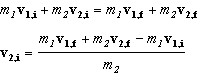 m₁v₁,ᵢ + m₂v₂,ᵢ = m₁v₁,f + m₂v₂,f
v₂,ᵢ = (m₁v₁,f + m₂v₂,f − m₁v₁,ᵢ) / m₂